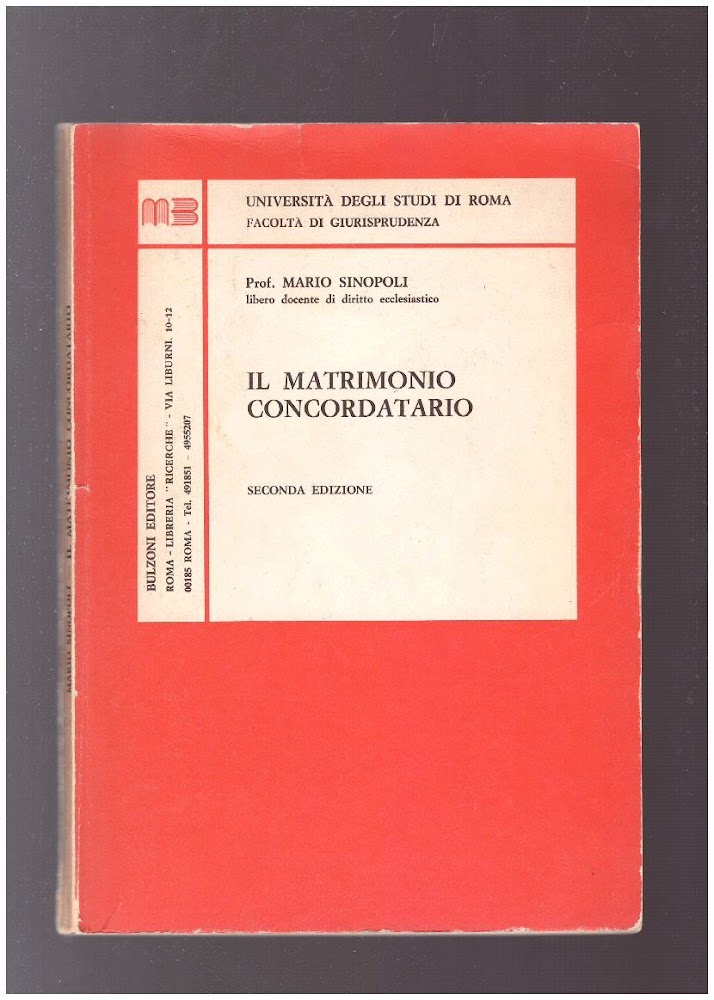 UNIVERSITÀ DEGLI STUDI DI ROMA
FACOLTÀ DI GIURISPRUDENZA
Prof. MARIO SINOPOLI
libero docente di diritto ecclesiastico
IL MATRIMONIO
CONCORDATARIO
SECONDA EDIZIONE
BULZONI EDITORE
ROMA - LIBRERIA "RICERCHE" - VIA LIBURNI, 10-12
00185 ROMA - Tel. 491851 - 4955207
MARIO SINOPOLI - IL MATRIMONIO CONCORDATARIO